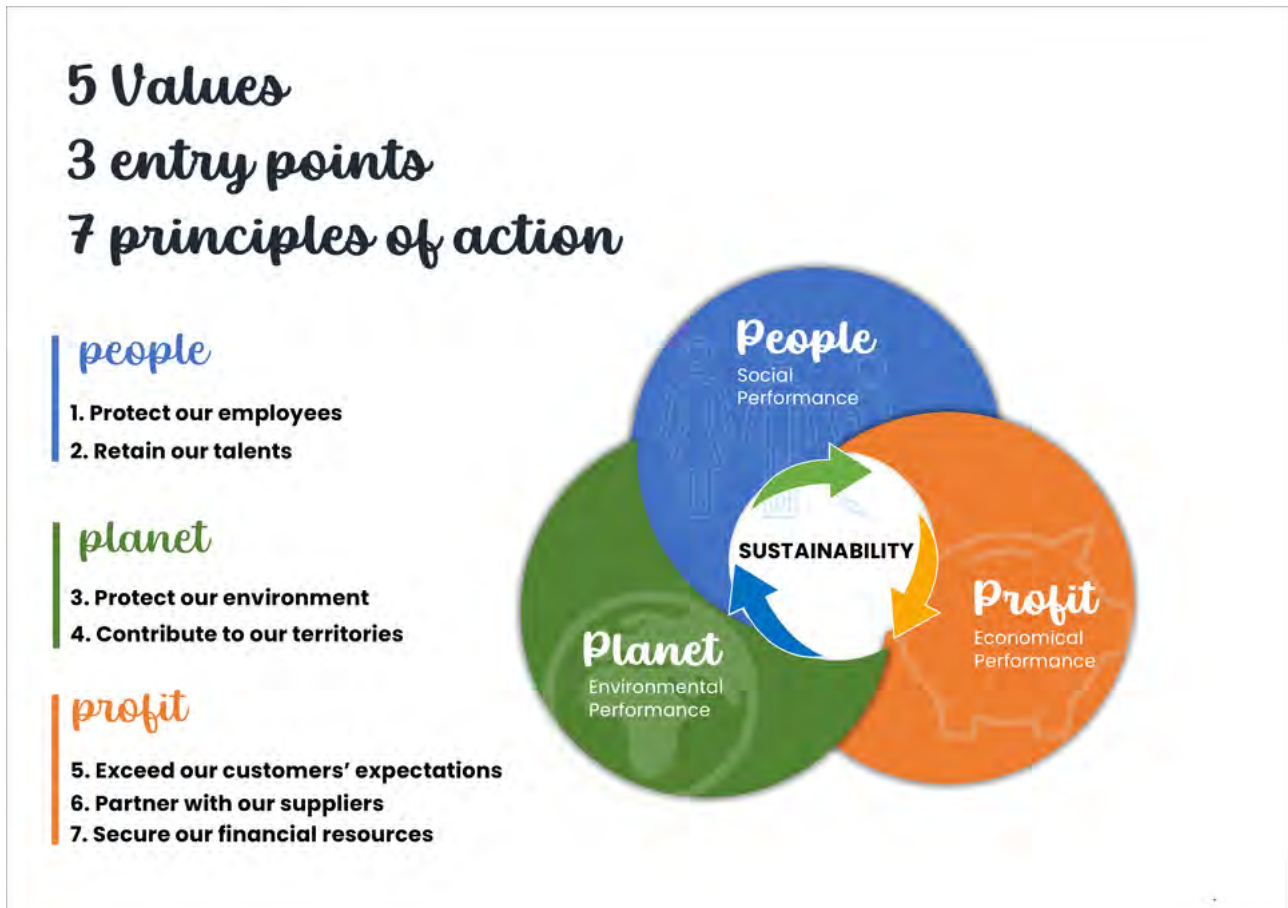 5 Values
3 entry points
7 principles of action
people
1. Protect our employees
2. Retain our talents
planet
3. Protect our environment
4. Contribute to our territories
profit
5. Exceed our customers’ expectations
6. Partner with our suppliers
7. Secure our financial resources
People
Social
Performance
SUSTAINABILITY
Profit
Economical
Performance
Planet
Environmental
Performance